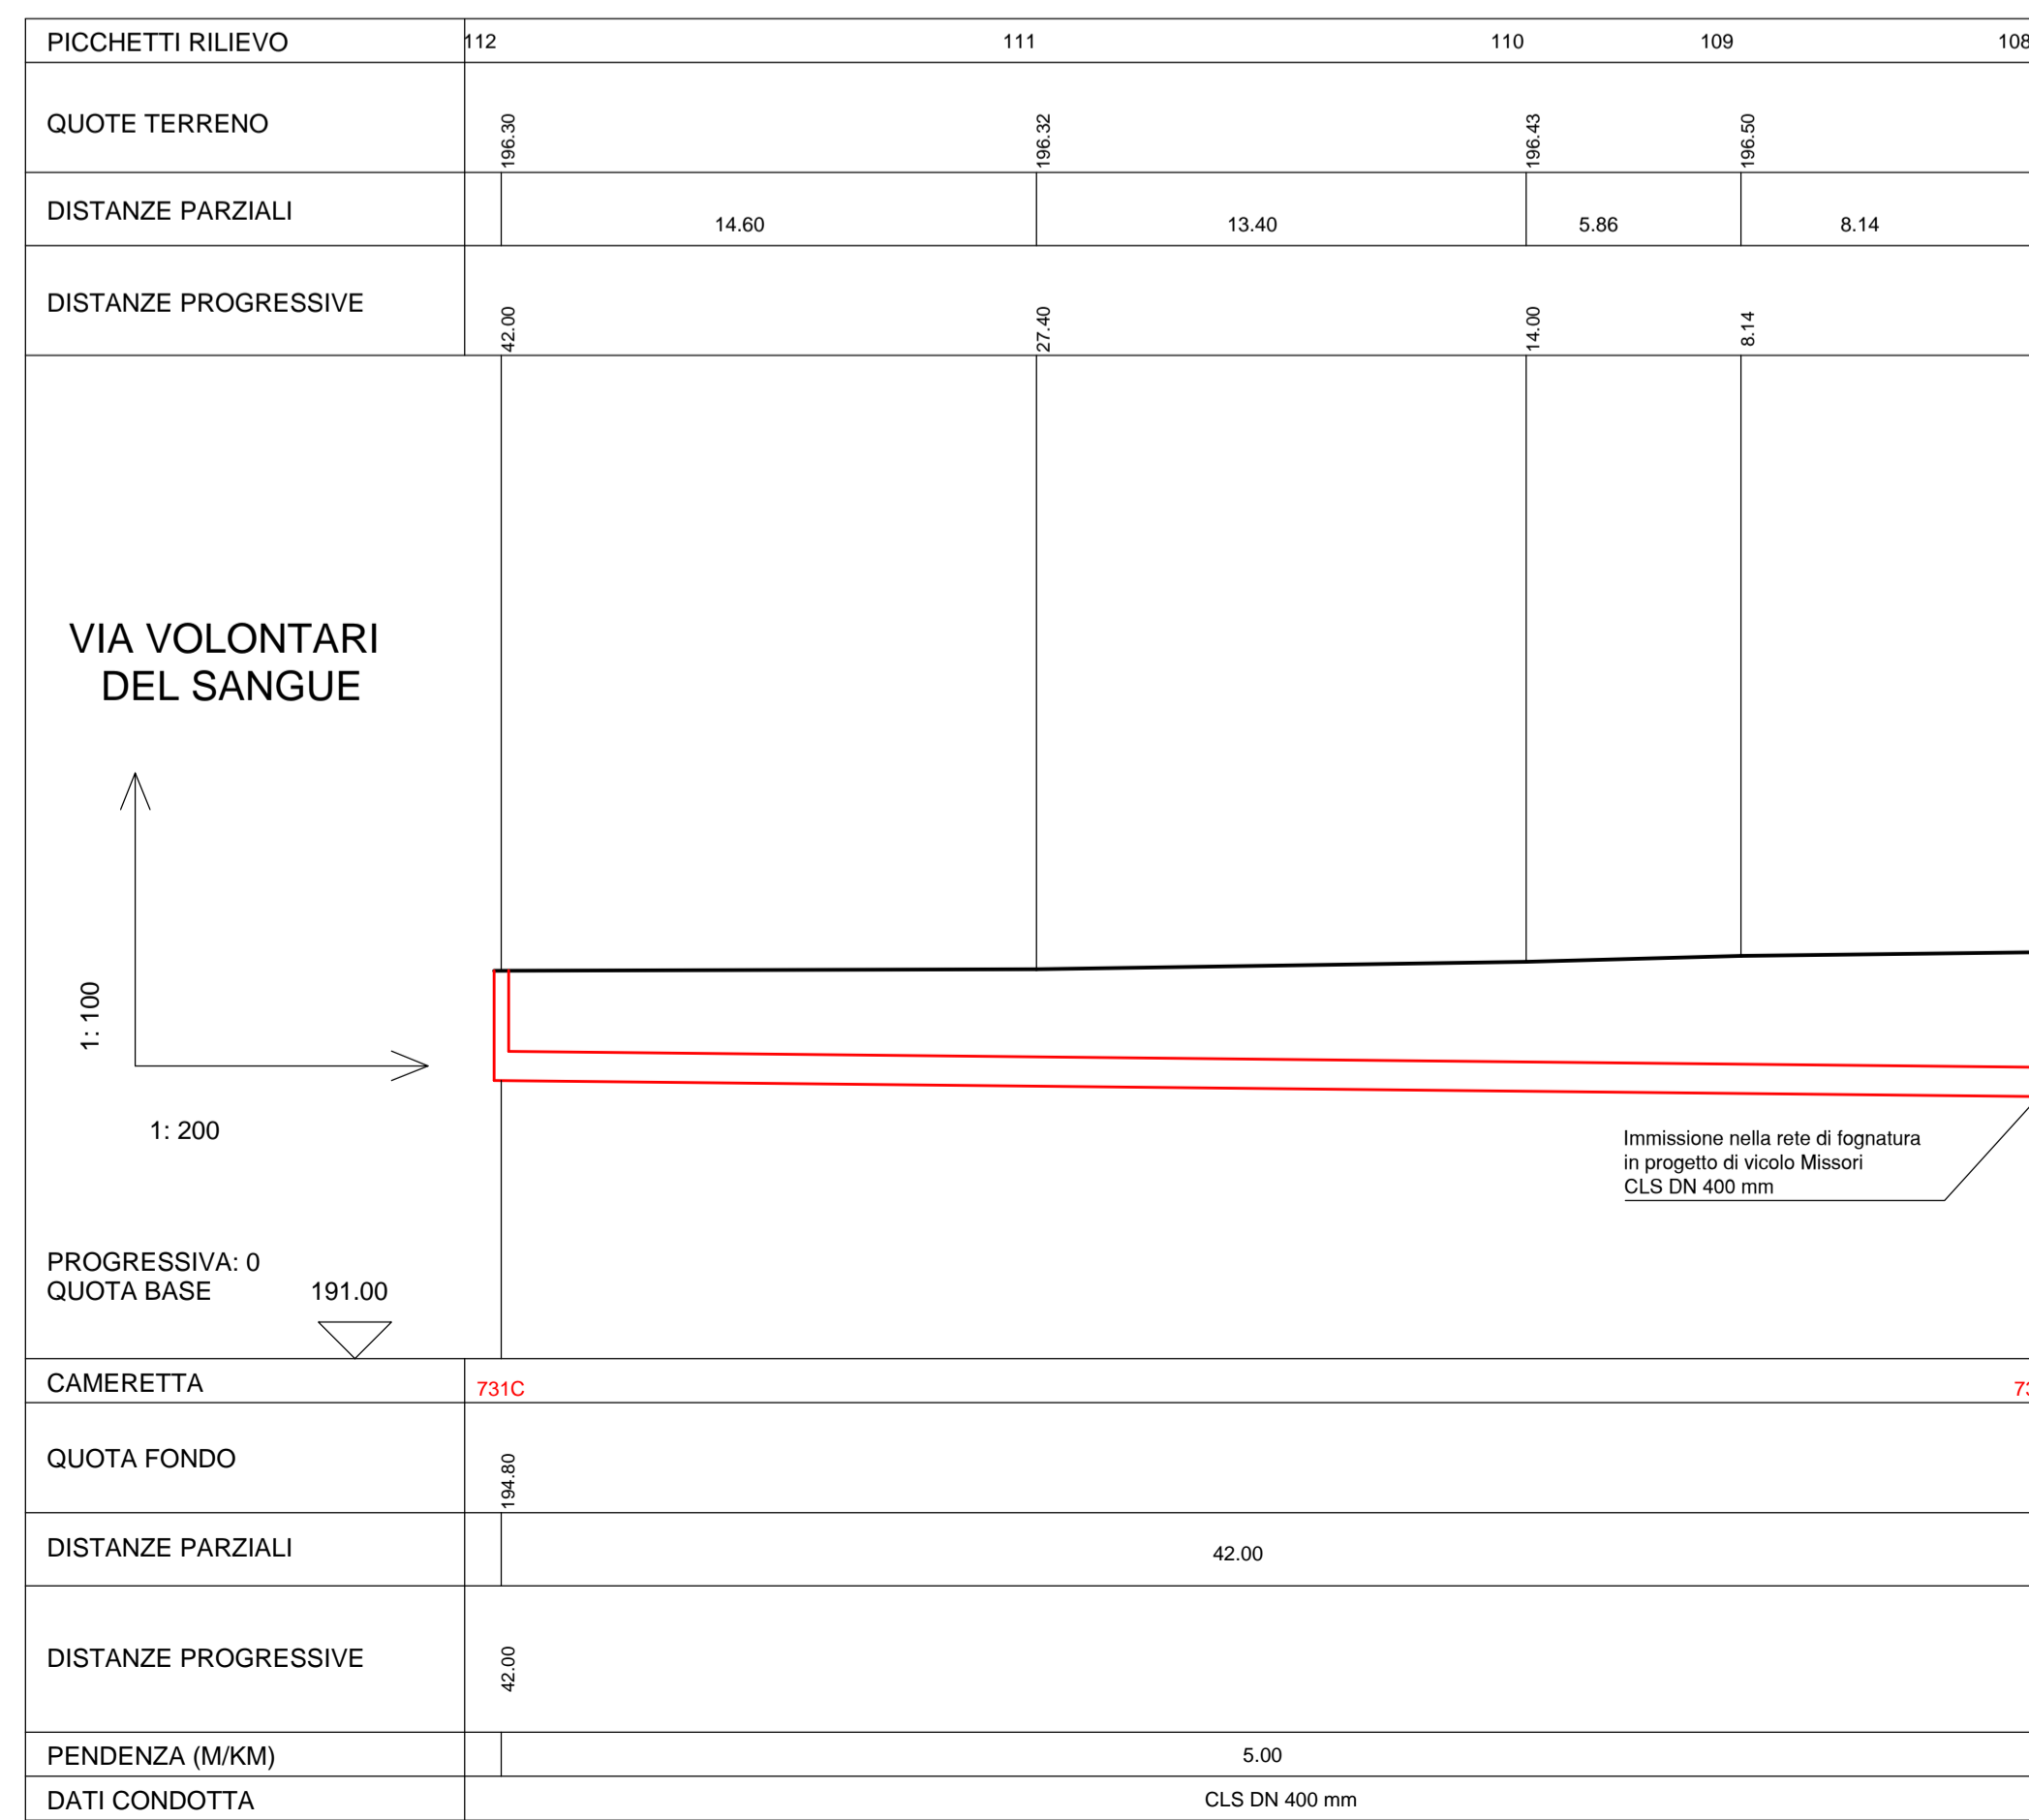 PICCHETTI RILIEVO 112 111 110 109 108
QUOTE TERRENO 196.30 196.32 196.43 196.50
DISTANZE PARZIALI 14.60 13.40 5.86 8.14
DISTANZE PROGRESSIVE 42.00 27.40 14.00 8.14
VIA VOLONTARI
DEL SANGUE
1: 100
1: 200
Immissione nella rete di fognatura
in progetto di vicolo Missori
CLS DN 400 mm
PROGRESSIVA: 0
QUOTA BASE 191.00
CAMERETTA 731C
QUOTA FONDO 194.80
DISTANZE PARZIALI 42.00
DISTANZE PROGRESSIVE 42.00
PENDENZA (M/KM) 5.00
DATI CONDOTTA CLS DN 400 mm